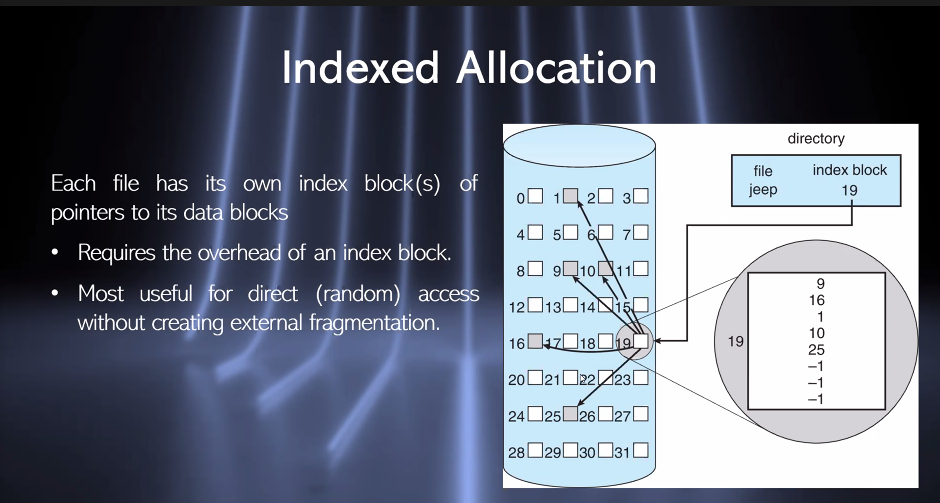 Indexed Allocation
Each file has its own index block(s) of
pointers to its data blocks
• Requires the overhead of an index block.
• Most useful for direct (random) access
without creating external fragmentation.
directory
file index block
jeep 19
0 1 2 3
4 5 6 7
8 9 10 11
12 13 14 15
16 17 18 19
20 21 22 23
24 25 26 27
28 29 30 31
19
9
16
1
10
25
–1
–1
–1